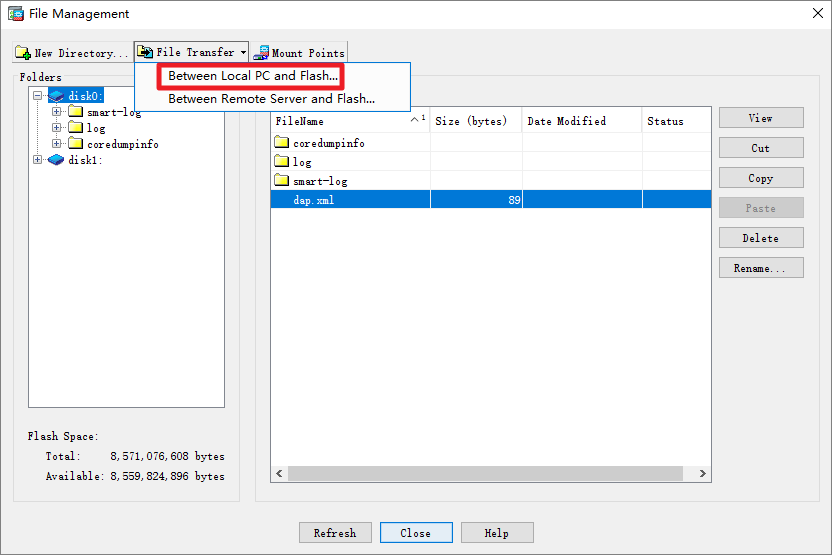 File Management
New Directory... File Transfer Mount Points
Between Local PC and Flash...
Between Remote Server and Flash...
Folders
disk0:
smart-log
log
coredumpinfo
disk1:
FileName 1 Size (bytes) Date Modified Status
coredumpinfo
log
smart-log
dap.xml 89
View
Cut
Copy
Paste
Delete
Rename...
Flash Space:
Total: 8,571,076,608 bytes
Available: 8,559,824,896 bytes
Refresh Close Help